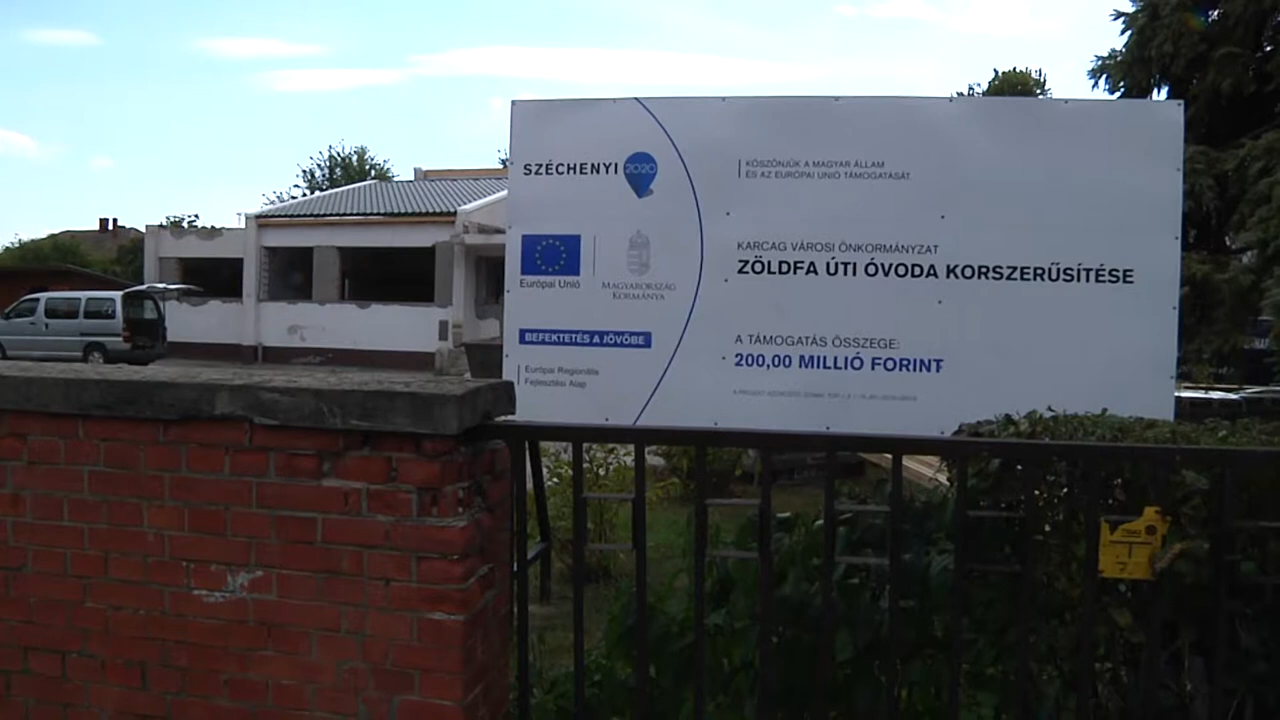 SZÉCHENYI 2020
KÖSZÖNJÜK A MAGYAR ÁLLAM
ÉS AZ EURÓPAI UNIÓ TÁMOGATÁSÁT.
Európai Unió
MAGYARORSZÁG
KORMÁNYA
KARCAG VÁROSI ÖNKORMÁNYZAT
ZÖLDFA ÚTI ÓVODA KORSZERŰSÍTÉSE
BEFEKTETÉS A JÖVŐBE
Európai Regionális
Fejlesztési Alap
A TÁMOGATÁS ÖSSZEGE:
200,00 MILLIÓ FORINT